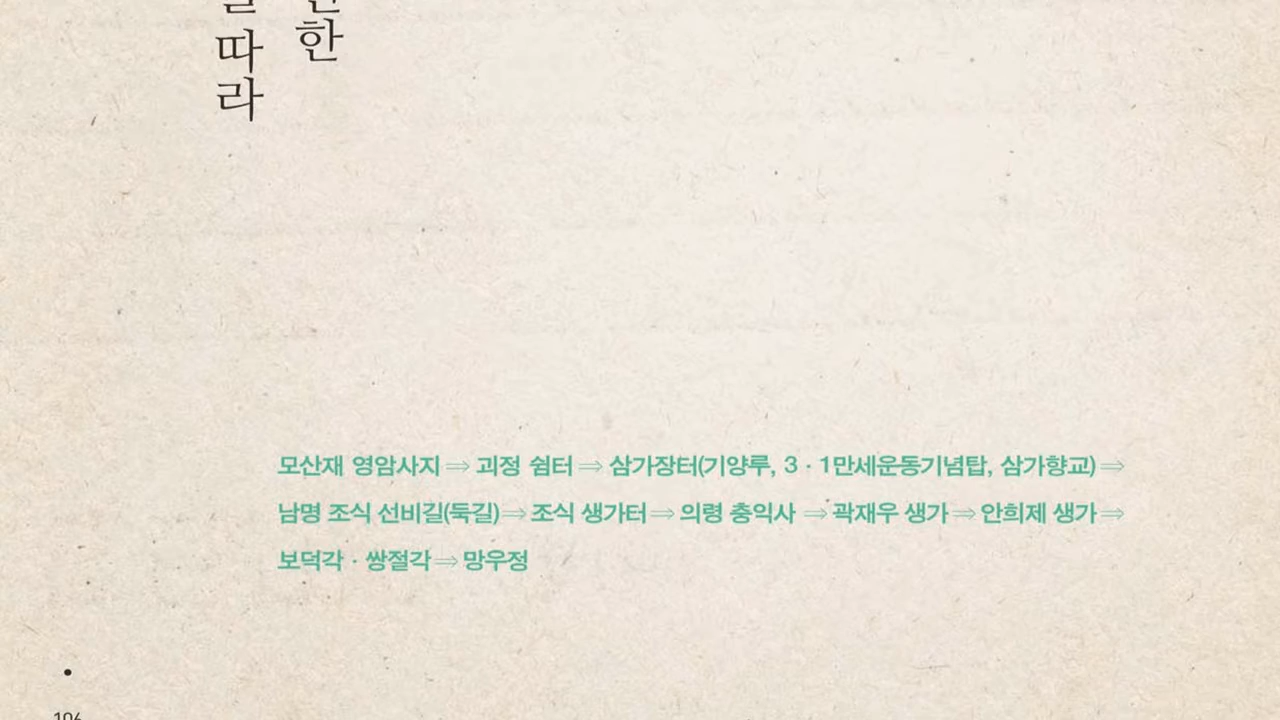 한
따라
모산재 영암사지⇒괴정 쉼터⇒삼가장터(기양루, 3·1만세운동기념탑, 삼가향교)⇒
남명 조식 선비길(둑길)⇒조식 생가터⇒의령 충익사 ⇒곽재우 생가⇒안희제 생가⇒
보덕각·쌍절각⇒망우정
106